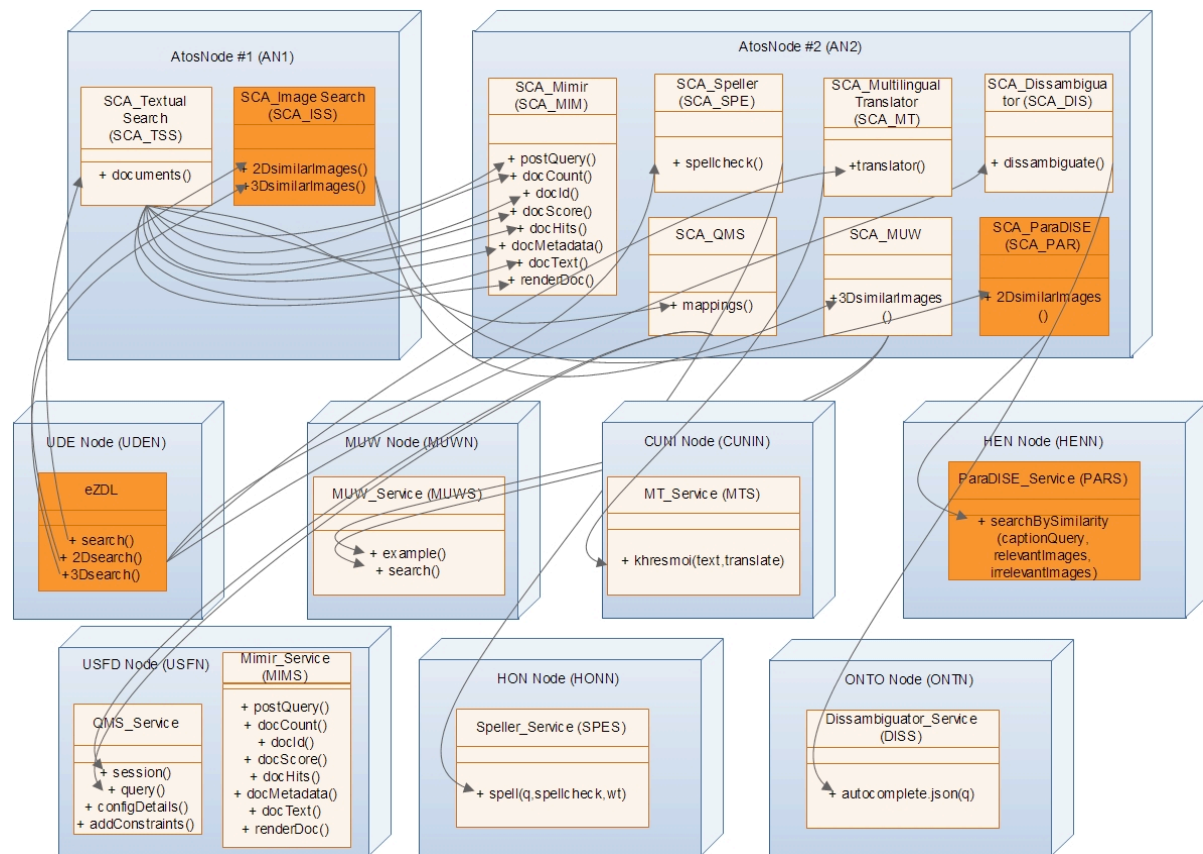 AtosNode #1 (AN1)
SCA_Textual
Search
(SCA_TSS)
+ documents()
SCA_Image Search
(SCA_ISS)
+ 2DsimilarImages()
+3DsimilarImages()
AtosNode #2 (AN2)
SCA_Mimir
(SCA_MIM)
+ postQuery()
+ docCount()
+ docId()
+ docScore()
+ docHits()
+ docMetadata()
+ docText()
+ renderDoc()
SCA_Speller
(SCA_SPE)
+ spellcheck()
SCA_Multilingual
Translator
(SCA_MT)
+translator()
SCA_Dissambigua
tor (SCA_DIS)
+ dissambiguate()
SCA_QMS
+ mappings()
SCA_MUW
+3DsimilarImages
()
SCA_ParaDISE
(SCA_PAR)
+ 2DsimilarImages
()
UDE Node (UDEN)
eZDL
+ search()
+ 2Dsearch()
+3Dsearch()
MUW Node (MUWN)
MUW_Service (MUWS)
+ example()
+ search()
CUNI Node (CUNIN)
MT_Service (MTS)
+ khresmoi(text,translate)
HEN Node (HENN)
ParaDISE_Service (PARS)
+ searchBySimilarity
(captionQuery,
relevantImages,
irrelevantImages)
USFD Node (USFN)
QMS_Service
+ session()
+ query()
+ configDetails()
+ addConstraints()
Mimir_Service
(MIMS)
+ postQuery()
+ docCount()
+ docId()
+ docScore()
+ docHits()
+ docMetadata()
+ docText()
+ renderDoc()
HON Node (HONN)
Speller_Service (SPES)
+ spell(q,spellcheck,wt)
ONTO Node (ONTN)
Dissambiguator_Service
(DISS)
+ autocomplete.json(q)